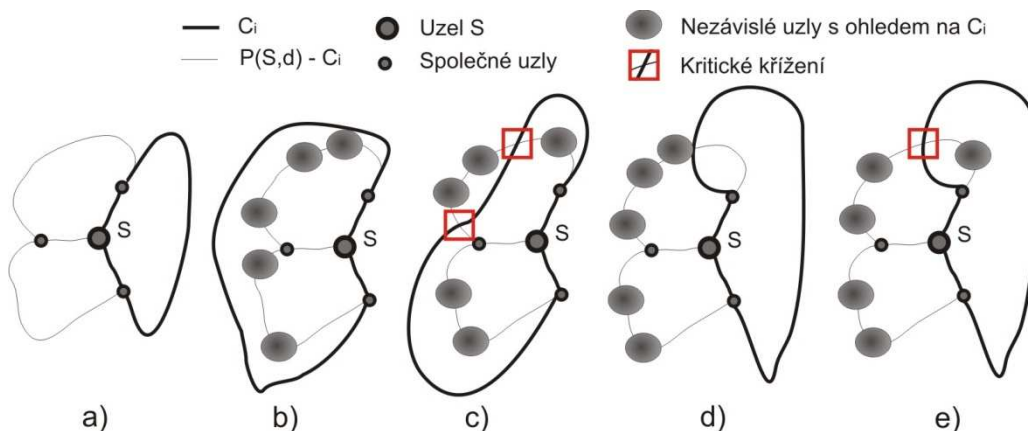 Cᵢ
Uzel S
Nezávislé uzly s ohledem na Cᵢ
P(S,d) - Cᵢ
Společné uzly
Kritické křížení
S
S
S
S
S
a)
b)
c)
d)
e)